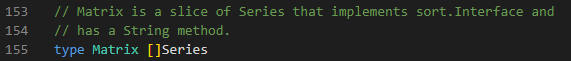 153 // Matrix is a slice of Series that implements sort.Interface and
154 // has a String method.
155 type Matrix []Series